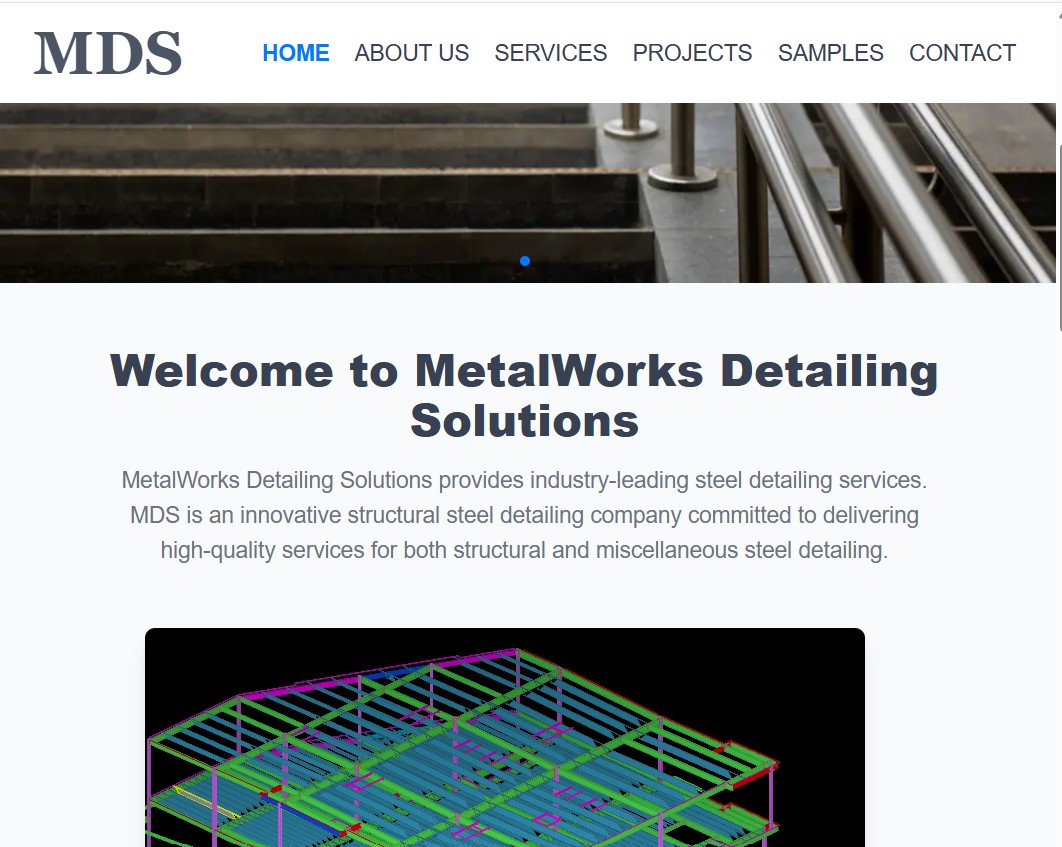 MDS
HOME ABOUT US SERVICES PROJECTS SAMPLES CONTACT
Welcome to MetalWorks Detailing
Solutions
MetalWorks Detailing Solutions provides industry-leading steel detailing services.
MDS is an innovative structural steel detailing company committed to delivering
high-quality services for both structural and miscellaneous steel detailing.